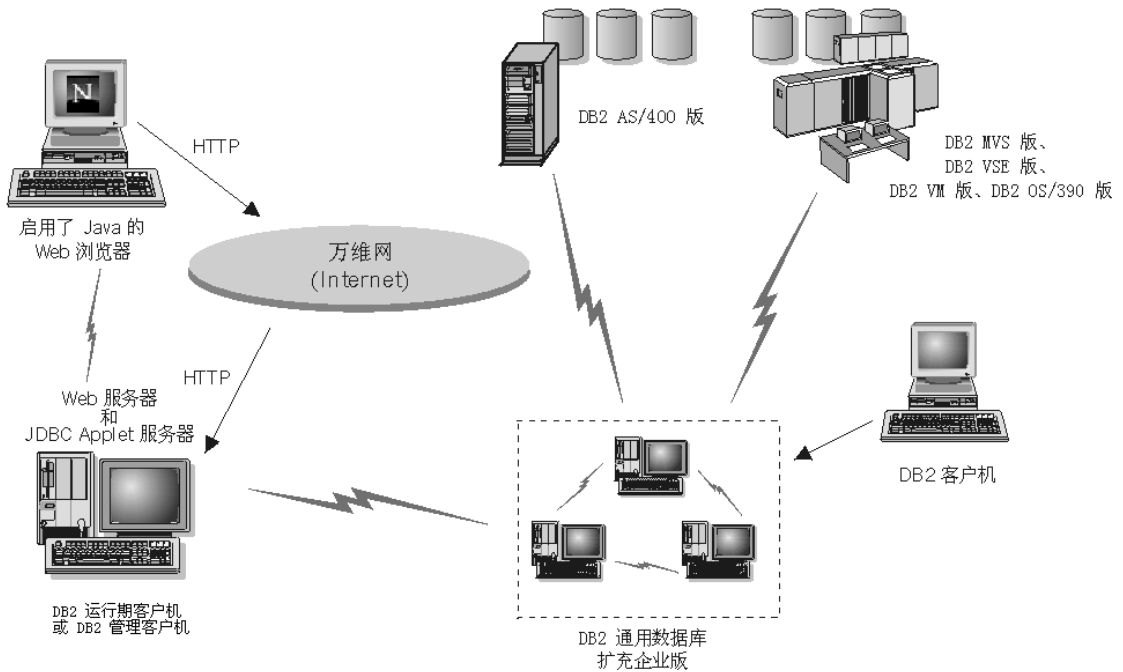 N
HTTP
启用了 Java 的
Web 浏览器
万维网
(Internet)
DB2 AS/400 版
DB2 MVS 版、
DB2 VSE 版、
DB2 VM 版、DB2 OS/390 版
HTTP
Web 服务器
和
JDBC Applet 服务器
DB2 客户机
DB2 运行期客户机
或 DB2 管理客户机
DB2 通用数据库
扩充企业版